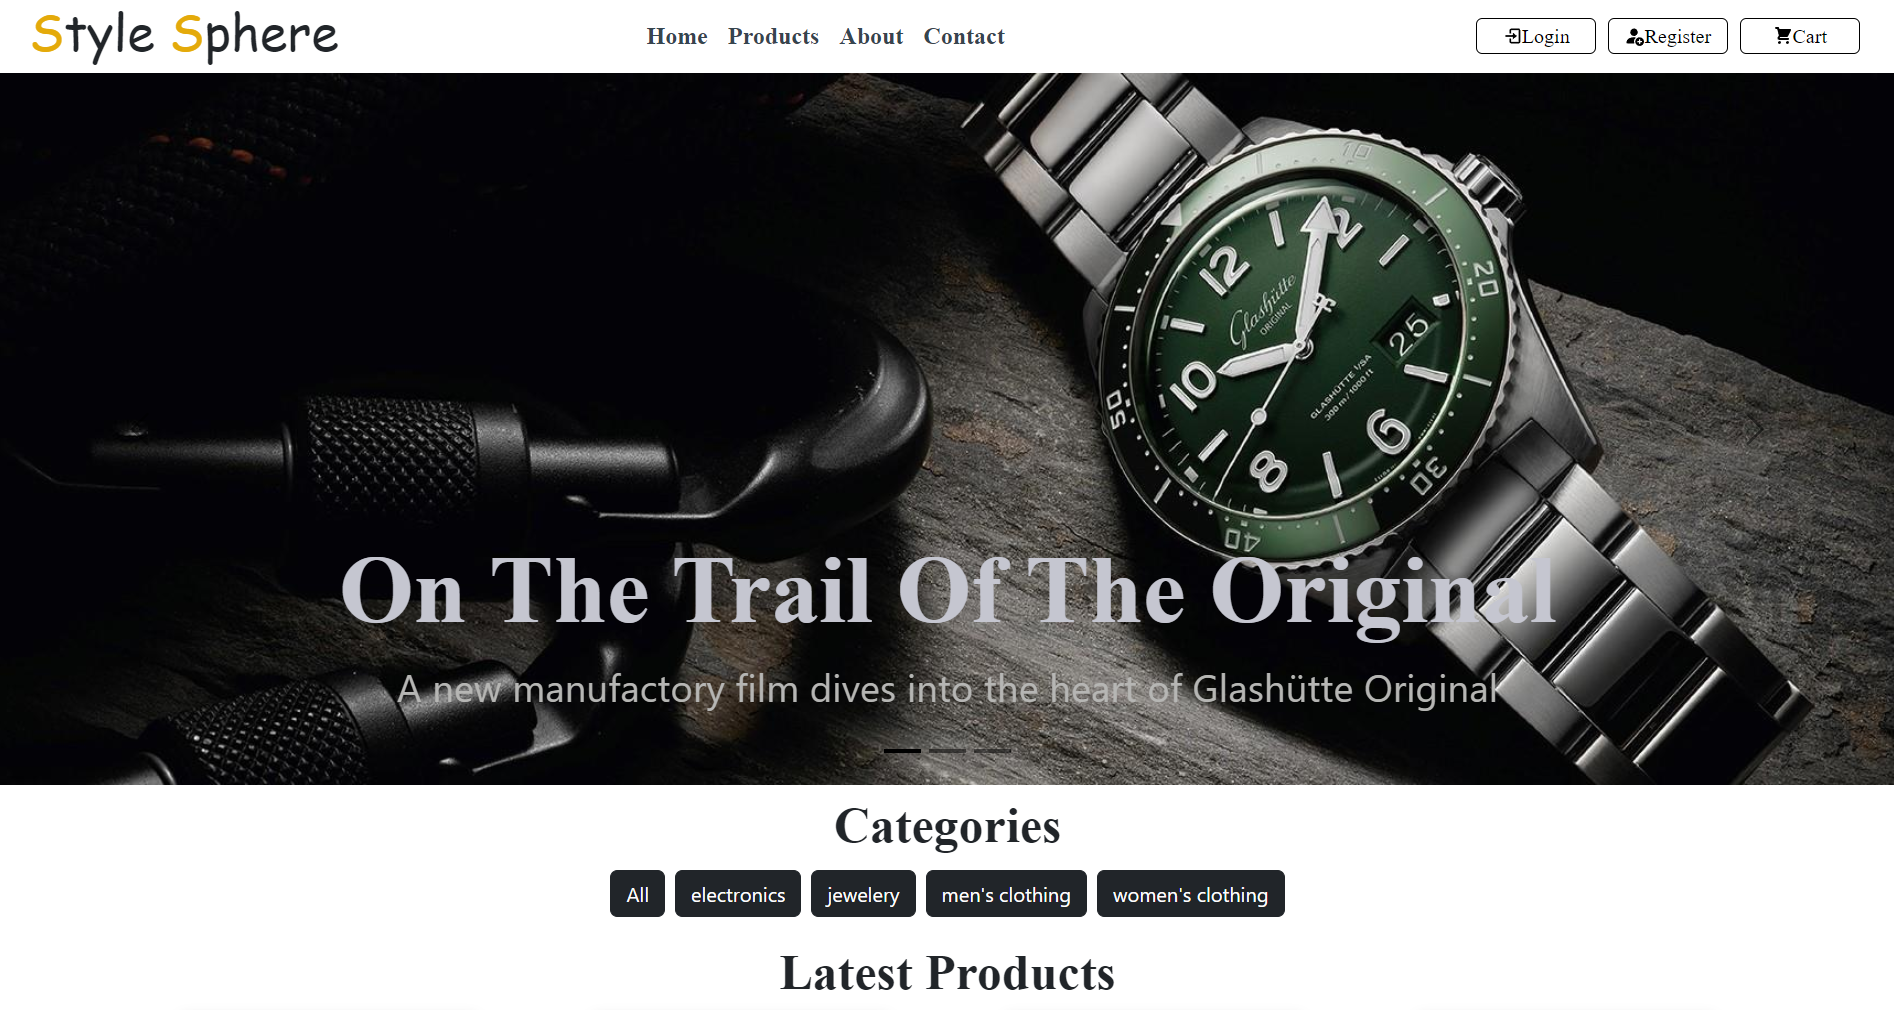 Style Sphere
Home Products About Contact
Login Register Cart
10
20
30
40
50
12
2
10
8
6
25
Glashütte
ORIGINAL
GLASHÜTTE I/SA
300 m / 1000 ft
On The Trail Of The Original
A new manufactory film dives into the heart of Glashütte Original
Categories
All electronics jewelery men's clothing women's clothing
Latest Products